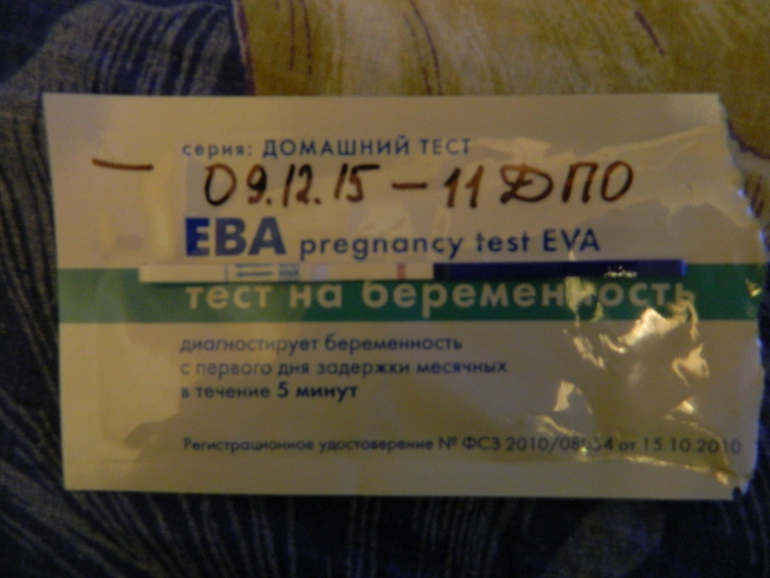 серия: ДОМАШНИЙ ТЕСТ
— 09.12.15 — 11 ДПО
ЕВА pregnancy test EVA
тест на беременность
диагностирует беременность
с первого дня задержки месячных
в течение 5 минут
Регистрационное удостоверение № ФСЗ 2010/08 от 15.10.2010